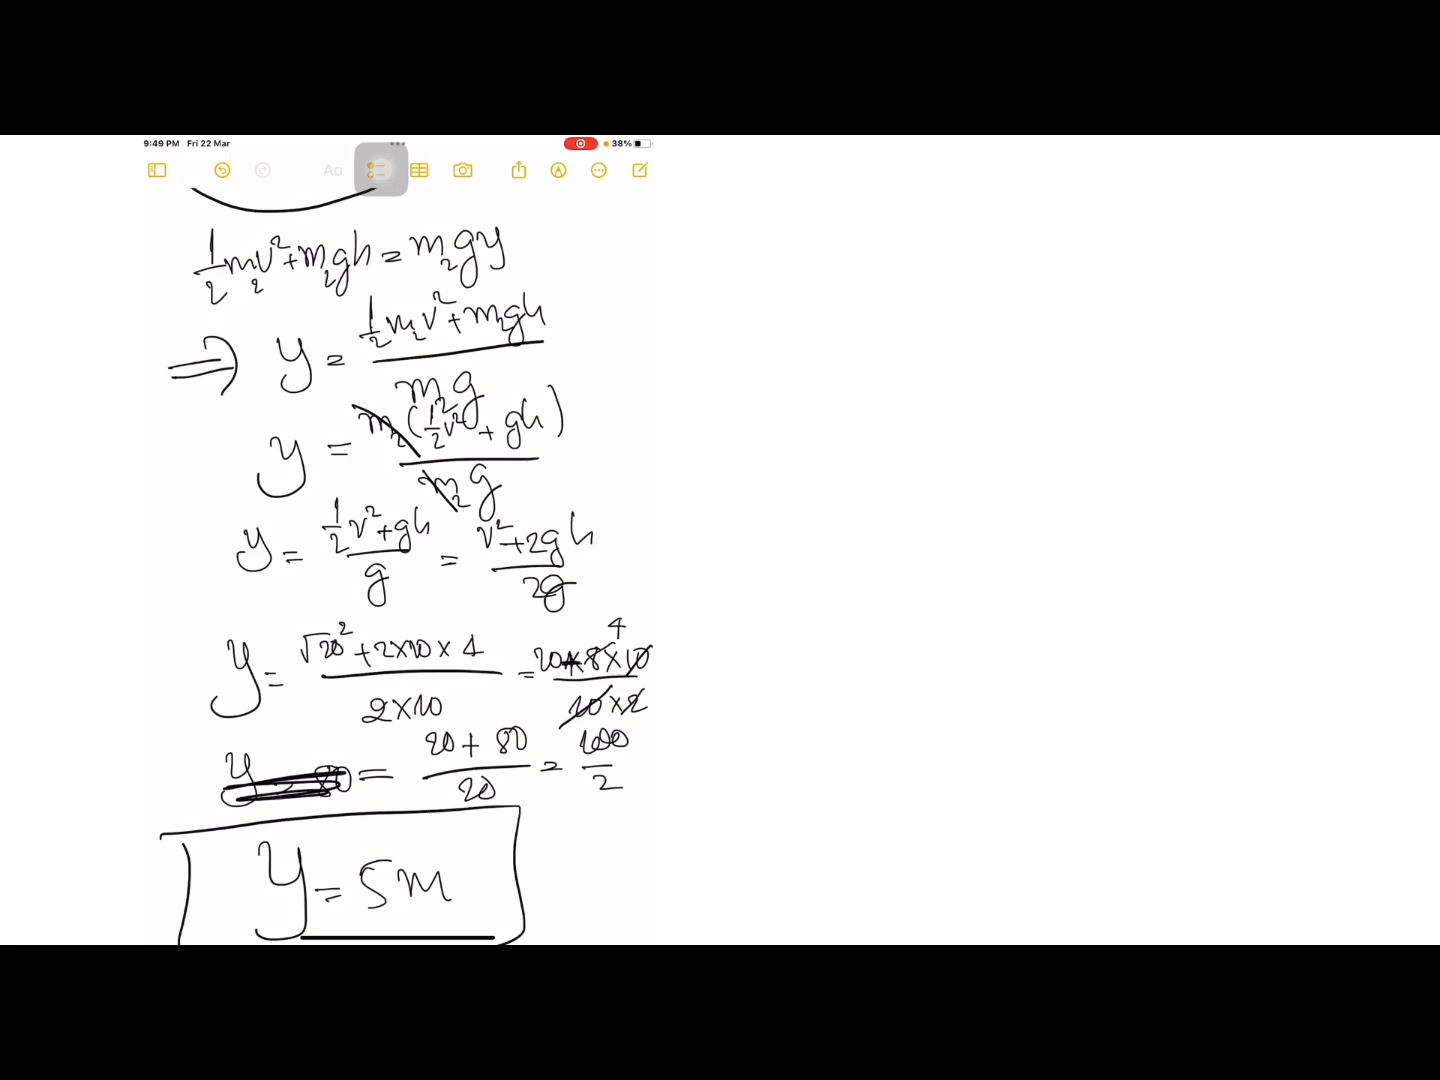 9:49 PM Fri 22 Mar 38%
Aa
1/2 m₂v² + m₂gh = m₂gy
⇒ y = (1/2 m₂v² + m₂gh) / (m₂g)
y = m₂(1/2 v² + gh) / (m₂g)
y = (1/2 v² + gh) / g = (v² + 2gh) / 2g
y = (√20² + 2×10×4) / (2×10) = (20+8×10) / (10×2) 4
y = 80 = (20 + 80) / 20 = 100 / 2
y = 5m